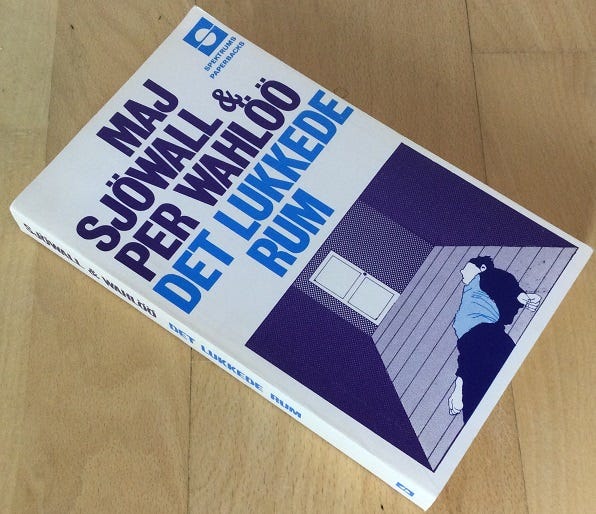 SPEKTRUMS
PAPERBACKS
MAJ
SJÖWALL &
PER WAHLÖÖ
DET LUKKEDE
RUM
SJÖWALL & WAHLÖÖ DET LUKKEDE RUM